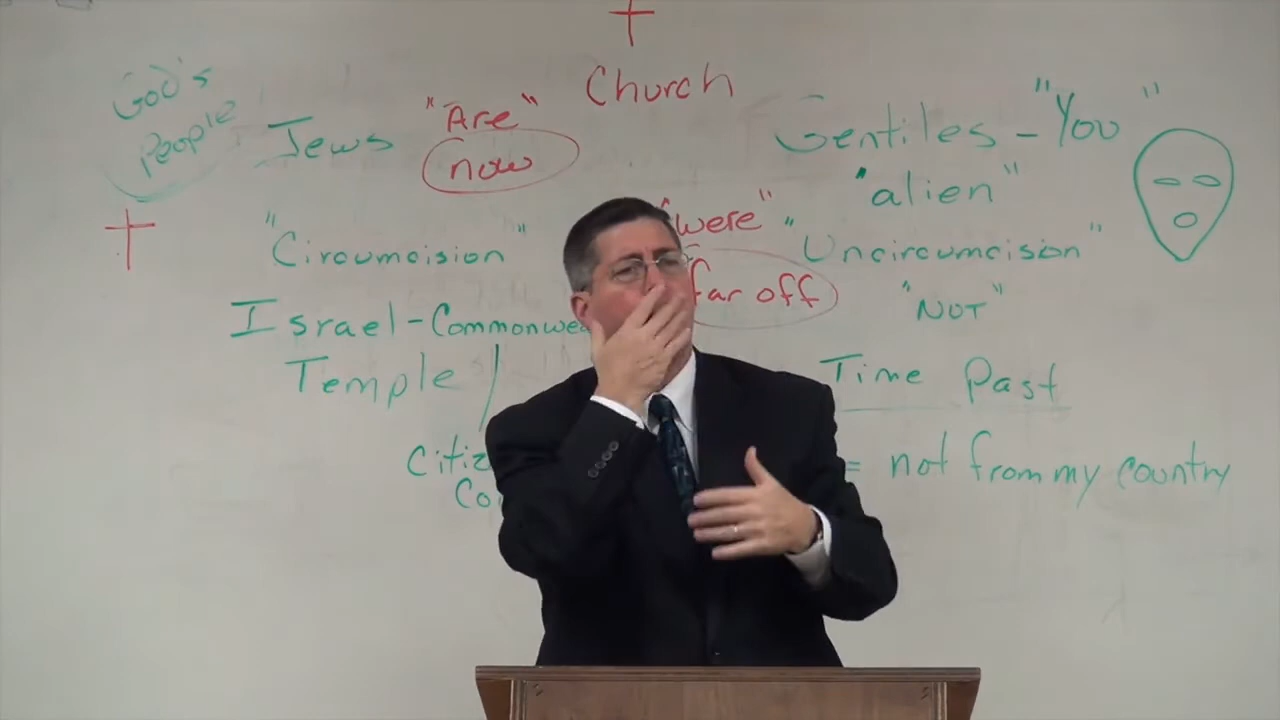 Church
God's
People
Jews
"Are"
now
Gentiles - "You"
"alien"
"Circumcision"
"were"
"Uncircumcision"
far off
"NOT"
Israel - Commonwea
Temple
Time Past
Citiz
Co
= not from my country